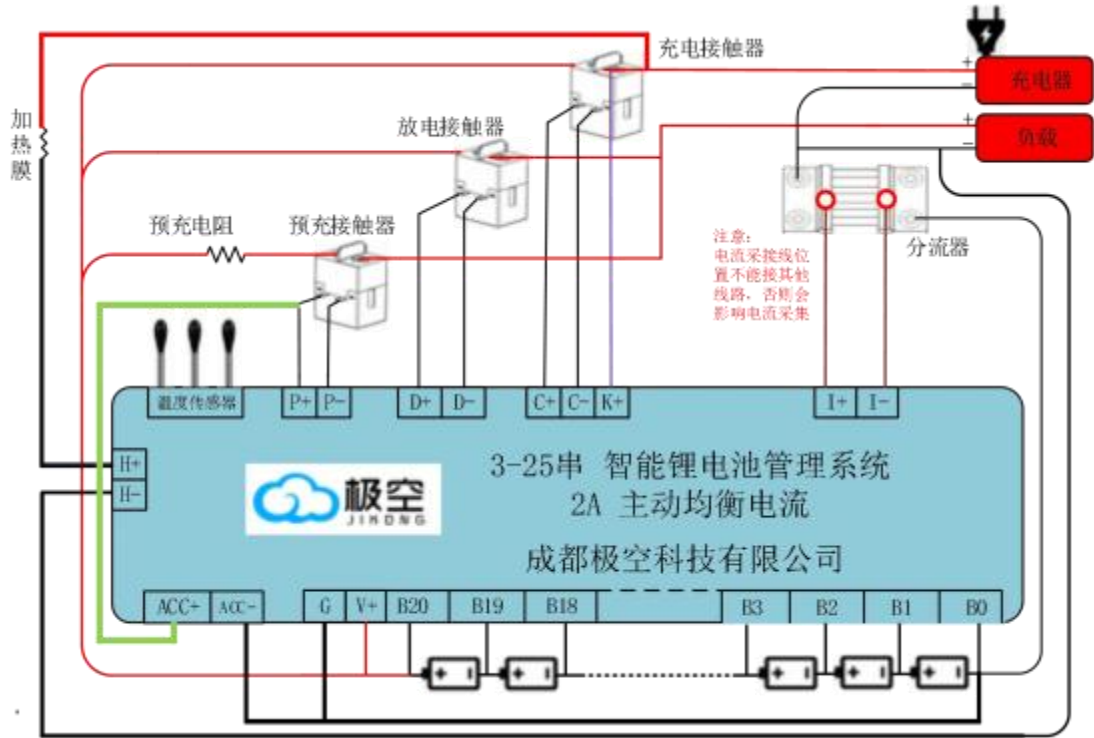 充电接触器
+
充电器
-
+
负载
-
加
热
膜
放电接触器
预充电阻
预充接触器
分流器
注意:
电流采接线位
置不能接其他
线路,否则会
影响电流采集
温度传感器
P+
P-
D+
D-
C+
C-
K+
I+
I-
H+
H-
极空
JIKONG
3-25串 智能锂电池管理系统
2A 主动均衡电流
成都极空科技有限公司
ACC+
ACC-
G
V+
B20
B19
B18
B3
B2
B1
B0